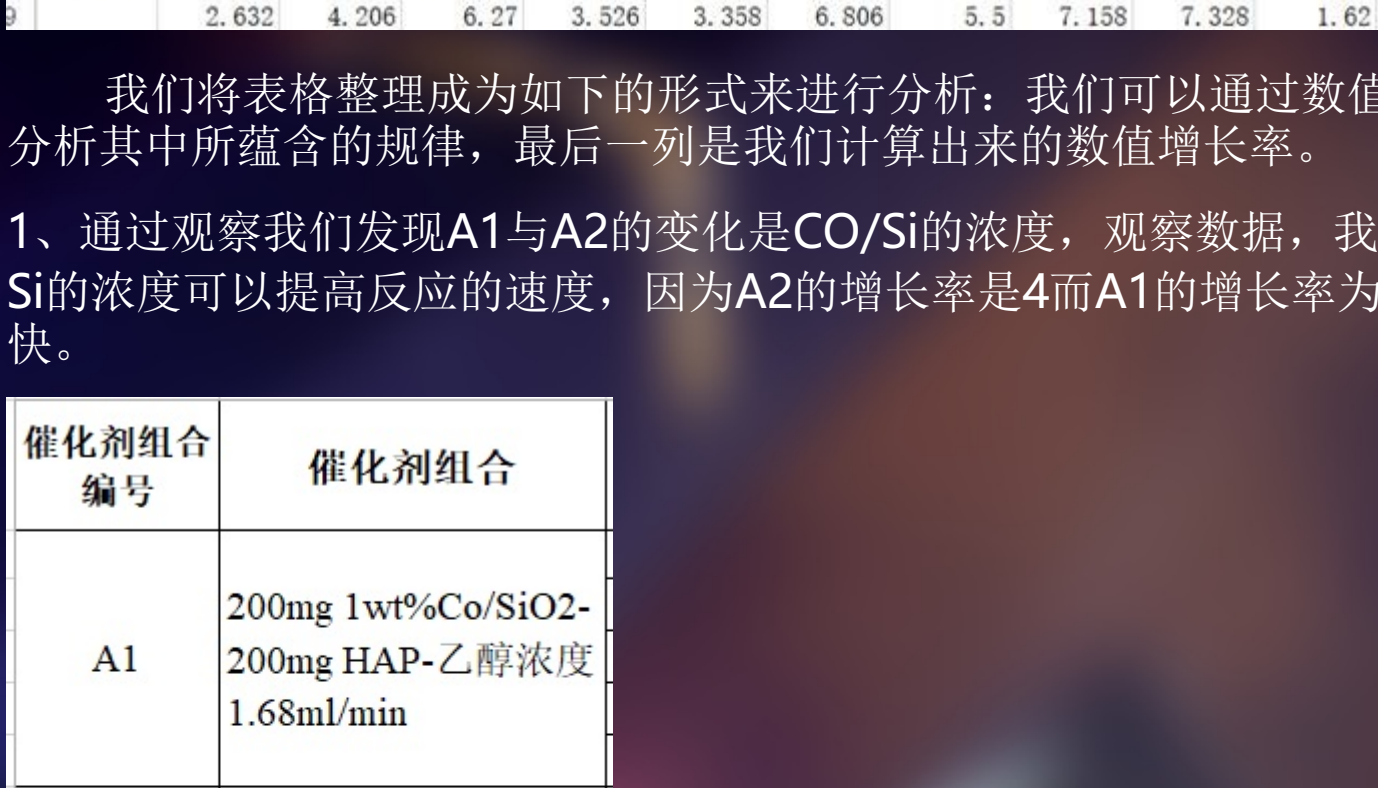 9 2.632 4.206 6.27 3.526 3.358 6.806 5.5 7.158 7.328 1.62
我们将表格整理成为如下的形式来进行分析：我们可以通过数值
分析其中所蕴含的规律，最后一列是我们计算出来的数值增长率。
1、通过观察我们发现A1与A2的变化是CO/Si的浓度，观察数据，我
Si的浓度可以提高反应的速度，因为A2的增长率是4而A1的增长率为
快。
催化剂组合 催化剂组合
编号
200mg 1wt%Co/SiO2-
A1 200mg HAP-乙醇浓度
1.68ml/min